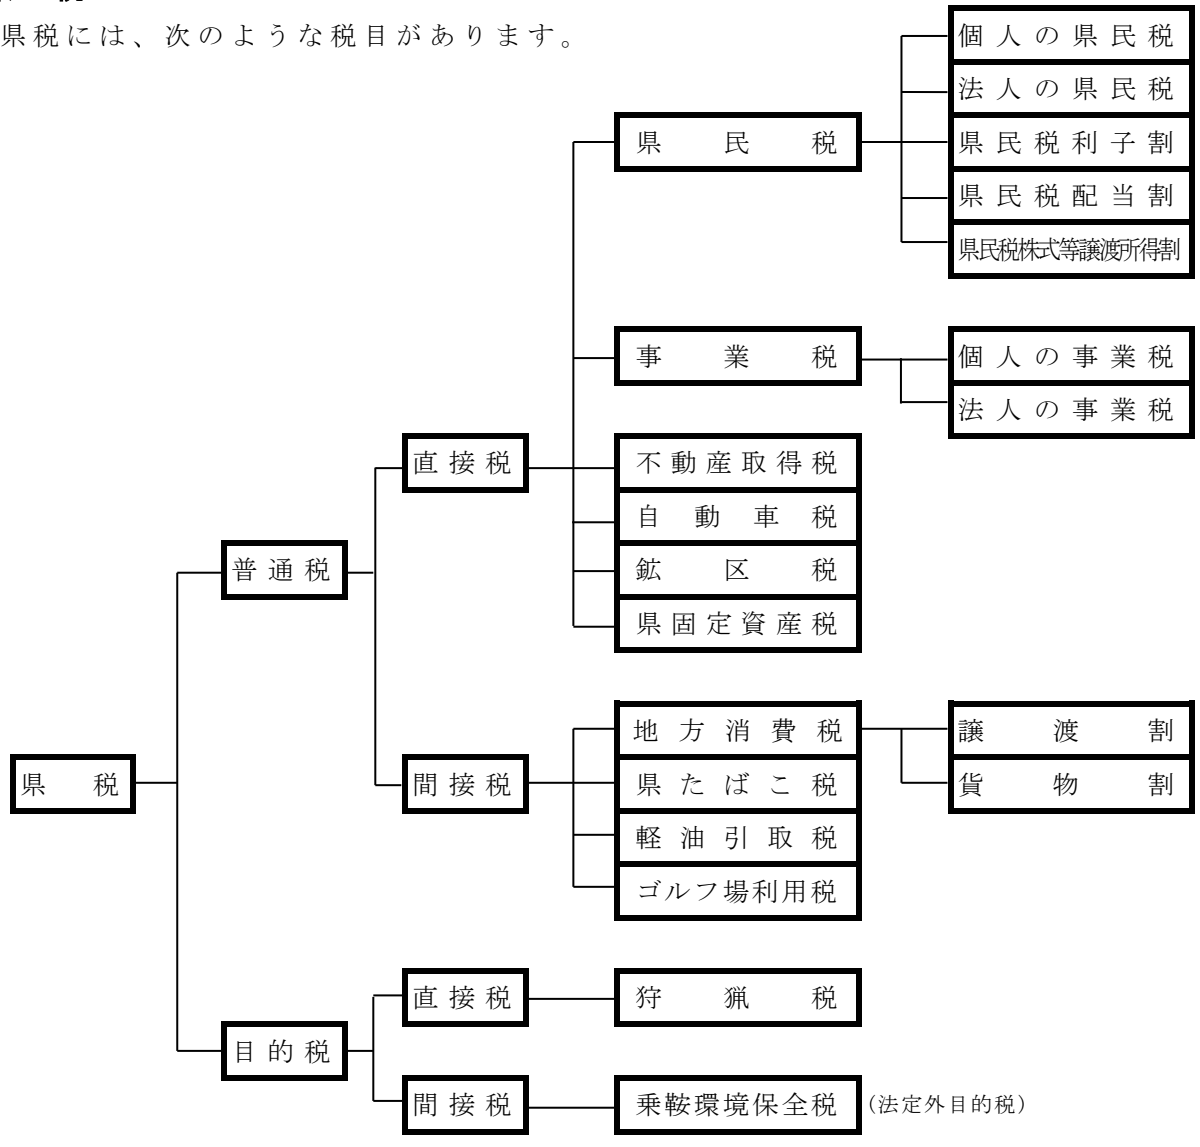 県税には、次のような税目があります。
個人の県民税
法人の県民税
県民税
県民税利子割
県民税配当割
県民税株式等譲渡所得割
事業税
個人の事業税
法人の事業税
直接税
不動産取得税
自動車税
鉱区税
普通税
県固定資産税
地方消費税
譲渡割
県税
間接税
県たばこ税
貨物割
軽油引取税
ゴルフ場利用税
直接税
狩猟税
目的税
間接税
乗鞍環境保全税
(法定外目的税)